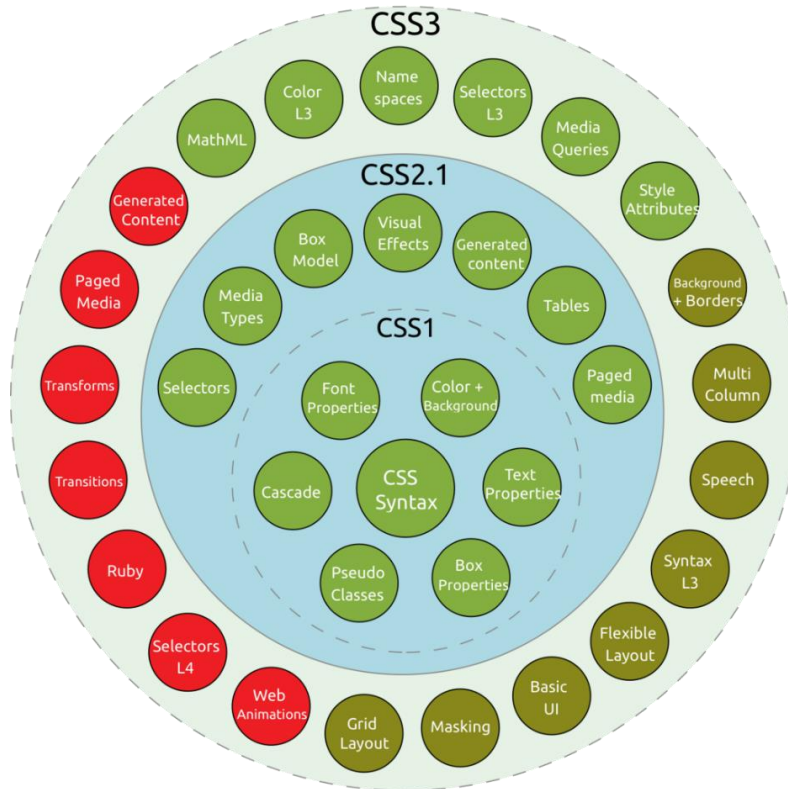 CSS3
Name
spaces
Color
L3
Selectors
L3
MathML
Media
Queries
Style
Attributes
Generated
Content
Background
+ Borders
Paged
Media
Multi
Column
Transforms
Speech
Transitions
Syntax
L3
Ruby
Flexible
Layout
Selectors
L4
Basic
UI
Web
Animations
Masking
Grid
Layout
CSS2.1
Visual
Effects
Box
Model
Generated
content
Media
Types
Tables
Selectors
Paged
media
CSS1
Font
Properties
Color +
Background
Cascade
CSS
Syntax
Text
Properties
Pseudo
Classes
Box
Properties